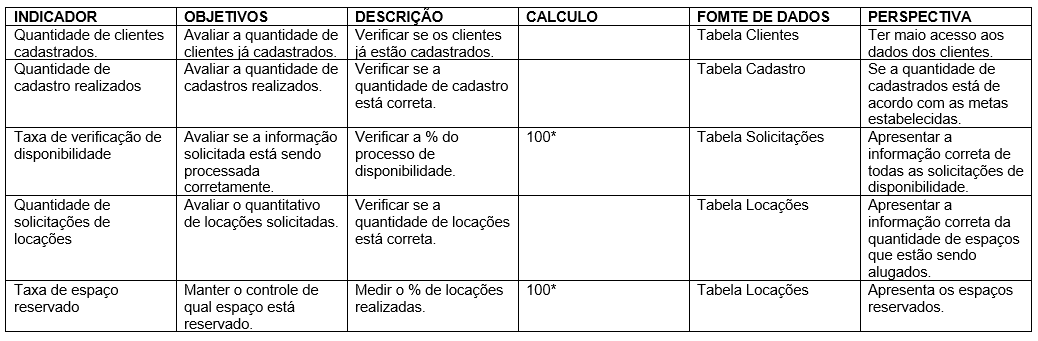 INDICADOR OBJETIVOS DESCRIÇÃO CALCULO FOMTE DE DADOS PERSPECTIVA
Quantidade de clientes cadastrados. Avaliar a quantidade de clientes já cadastrados. Verificar se os clientes já estão cadastrados. Tabela Clientes Ter maio acesso aos dados dos clientes.
Quantidade de cadastro realizados Avaliar a quantidade de cadastros realizados. Verificar se a quantidade de cadastro está correta. Tabela Cadastro Se a quantidade de cadastrados está de acordo com as metas estabelecidas.
Taxa de verificação de disponibilidade Avaliar se a informação solicitada está sendo processada corretamente. Verificar a % do processo de disponibilidade. 100* Tabela Solicitações Apresentar a informação correta de todas as solicitações de disponibilidade.
Quantidade de solicitações de locações Avaliar o quantitativo de locações solicitadas. Verificar se a quantidade de locações está correta. Tabela Locações Apresentar a informação correta da quantidade de espaços que estão sendo alugados.
Taxa de espaço reservado Manter o controle de qual espaço está reservado. Medir o % de locações realizadas. 100* Tabela Locações Apresenta os espaços reservados.